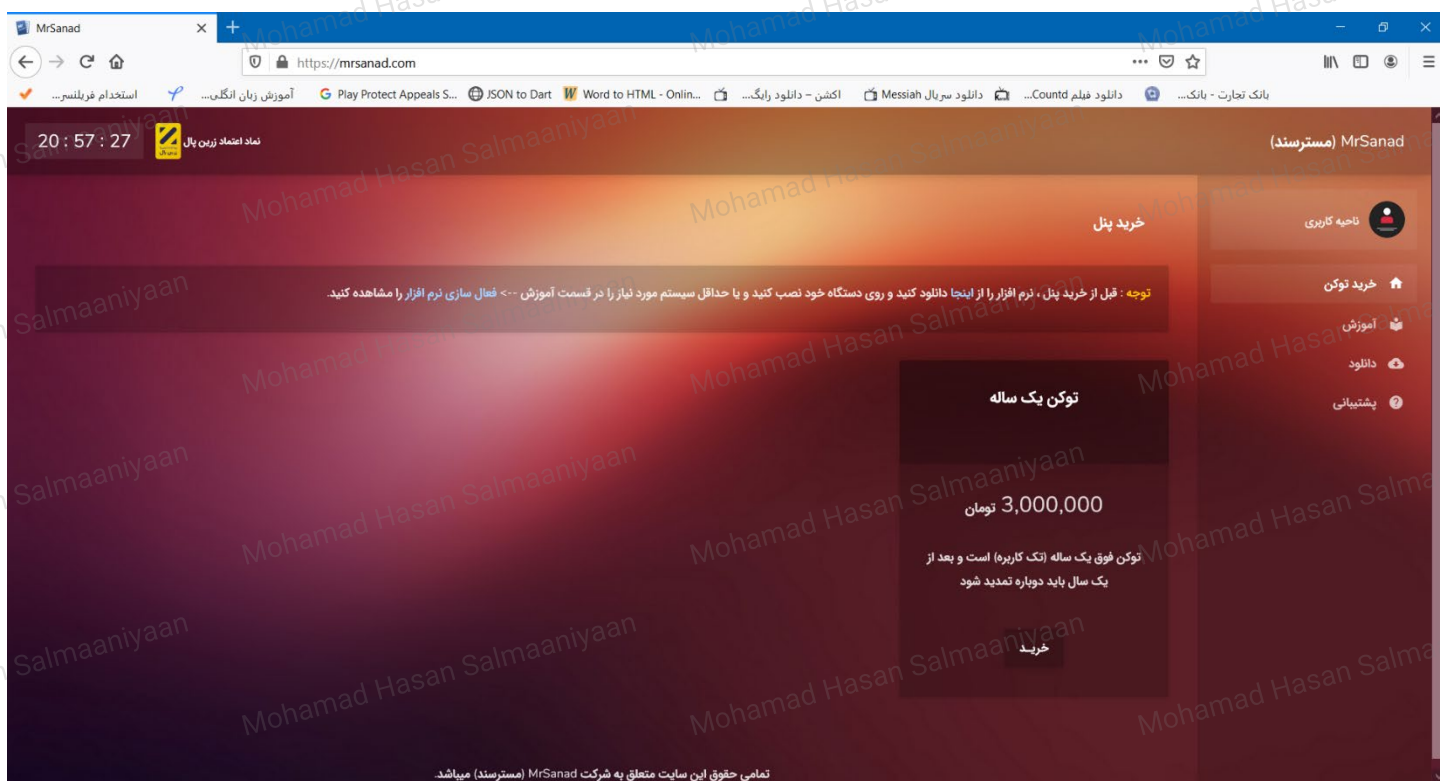 MrSanad
https://mrsanad.com
استخدام فریلنسر...
آموزش زبان انگلی...
Play Protect Appeals S...
JSON to Dart
Word to HTML - Onlin...
اکشن – دانلود رایگ...
دانلود سریال Messiah
دانلود فیلم Countd...
بانک تجارت - بانک...
MrSanad (مسترسند)
نماد اعتماد زرین پال
20 : 57 : 27
ناحیه کاربری
خرید توکن
آموزش
دانلود
پشتیبانی
خرید پنل
توجه : قبل از خرید پنل ، نرم افزار را از اینجا دانلود کنید و روی دستگاه خود نصب کنید و یا حداقل سیستم مورد نیاز را در قسمت آموزش --> فعال سازی نرم افزار را مشاهده کنید.
توکن یک ساله
3,000,000 تومان
توکن فوق یک ساله (تک کاربره) است و بعد از
یک سال باید دوباره تمدید شود
خریـد
تمامی حقوق این سایت متعلق به شرکت MrSanad (مسترسند) میباشد.
Mohamad Hasan Salmaaniyaan